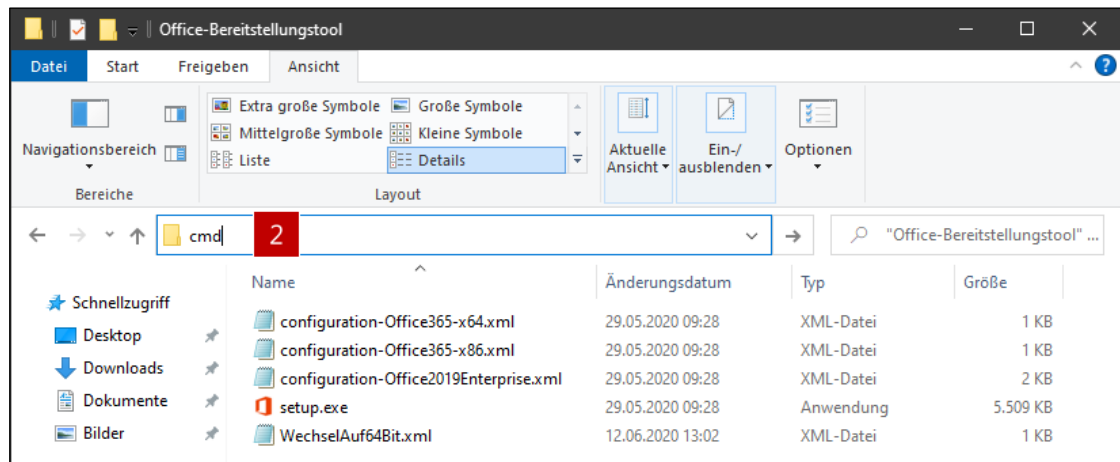 Office-Bereitstellungstool
Datei Start Freigeben Ansicht
Extra große Symbole Große Symbole
Mittelgroße Symbole Kleine Symbole
Liste Details
Navigationsbereich
Aktuelle Ansicht
Ein-/ausblenden
Optionen
Bereiche Layout
cmd 2 "Office-Bereitstellungstool" ...
Name Änderungsdatum Typ Größe
Schnellzugriff
Desktop
Downloads
Dokumente
Bilder
configuration-Office365-x64.xml 29.05.2020 09:28 XML-Datei 1 KB
configuration-Office365-x86.xml 29.05.2020 09:28 XML-Datei 1 KB
configuration-Office2019Enterprise.xml 29.05.2020 09:28 XML-Datei 2 KB
setup.exe 29.05.2020 09:28 Anwendung 5.509 KB
WechselAuf64Bit.xml 12.06.2020 13:02 XML-Datei 1 KB